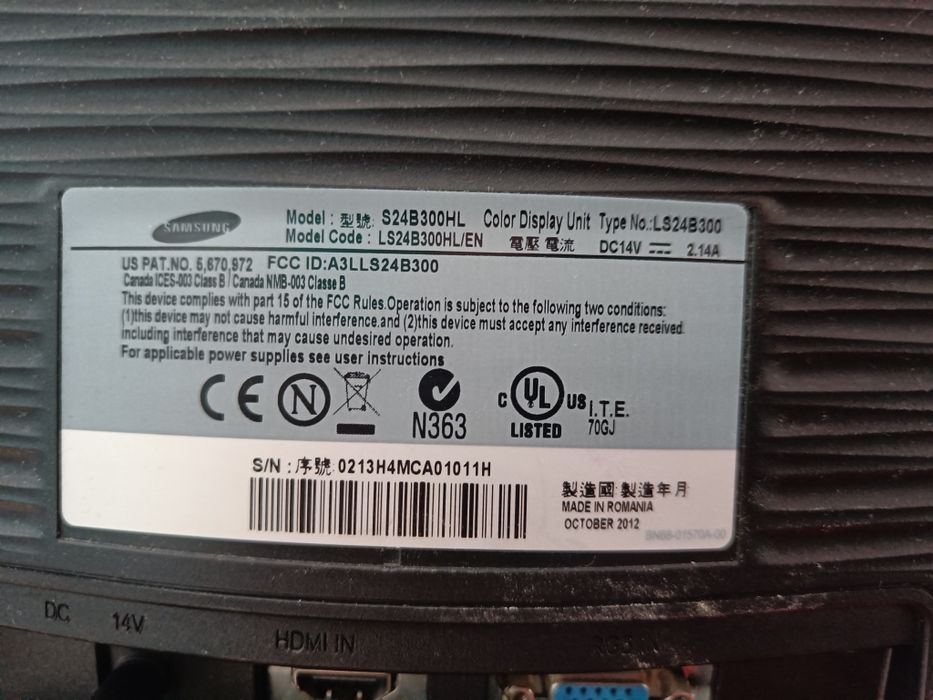 SAMSUNG
Model : 型號: S24B300HL Color Display Unit Type No.:LS24B300
Model Code : LS24B300HL/EN 電壓 電流 DC14V 2.14A
US PAT.NO. 5,670,972 FCC ID:A3LLS24B300
Canada ICES-003 Class B / Canada NMB-003 Classe B
This device complies with part 15 of the FCC Rules.Operation is subject to the following two conditions:
(1)this device may not cause harmful interference.and (2)this device must accept any interference received.
including interference that may cause undesired operation.
For applicable power supplies see user instructions
CE N
N363
C UL US
LISTED
I.T.E.
70GJ
S/N : 序號: 0213H4MCA01011H
製造國 製造年月
MADE IN ROMANIA
OCTOBER 2012
BN68-01570A-00
DC 14V
HDMI IN
RGB IN